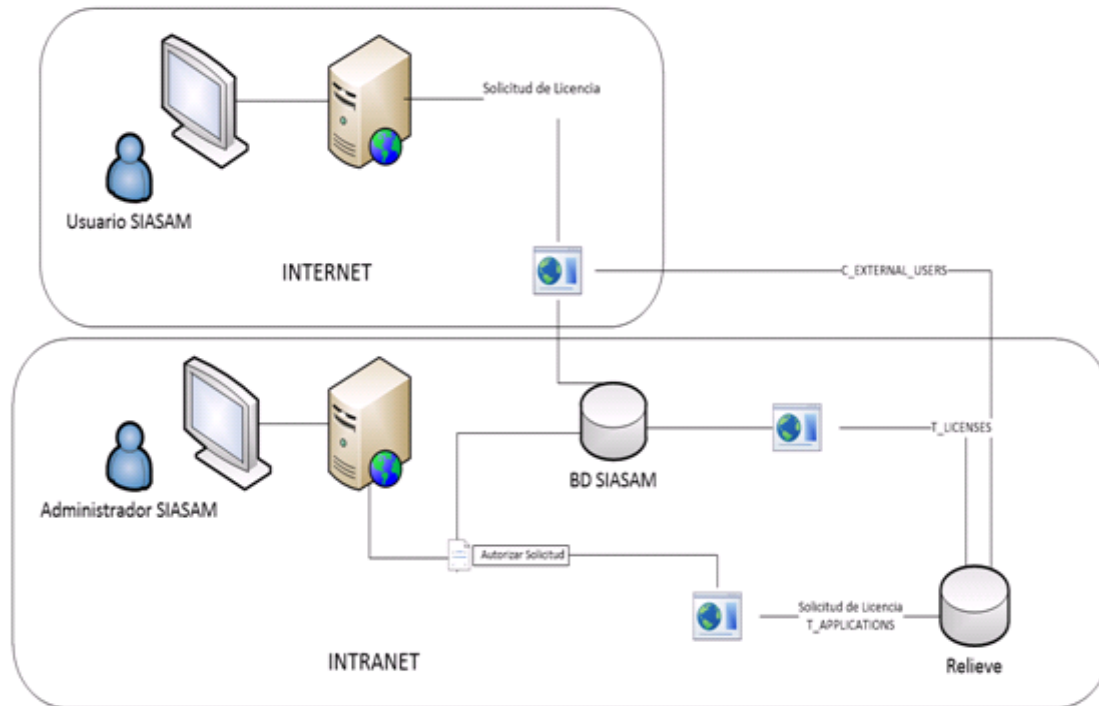 Solicitud de Licencia
Usuario SIASAM
INTERNET
C_EXTERNAL_USERS
T_LICENSES
BD SIASAM
Administrador SIASAM
Autorizar Solicitud
Solicitud de Licencia
T_APPLICATIONS
INTRANET
Relieve